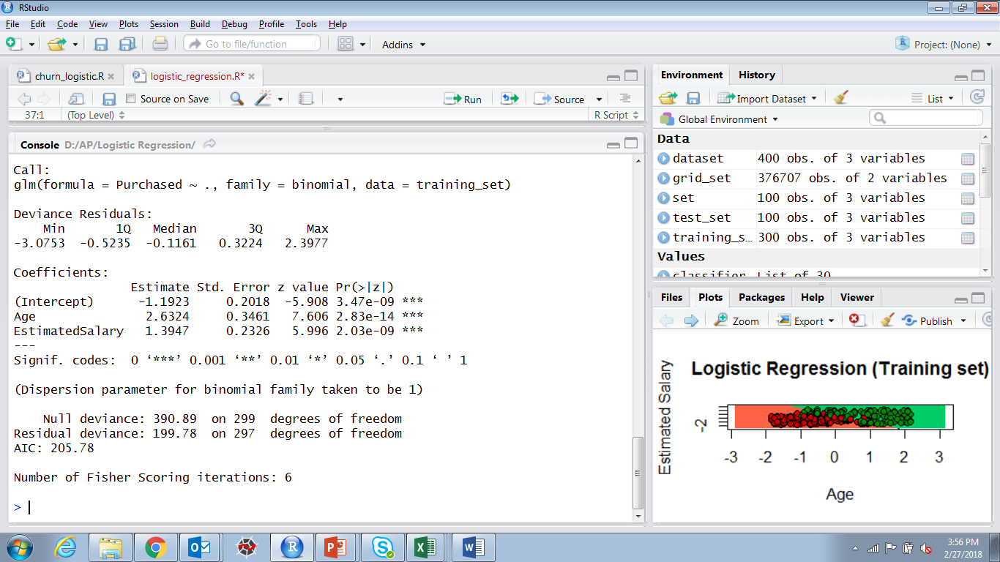 RStudio
File Edit Code View Plots Session Build Debug Profile Tools Help
Go to file/function Addins Project: (None)
churn_logistic.R logistic_regression.R*
Source on Save Run Source
37:1 (Top Level) R Script
Console D:/AP/Logistic Regression/
Call:
glm(formula = Purchased ~ ., family = binomial, data = training_set)
Deviance Residuals:
Min 1Q Median 3Q Max
-3.0753 -0.5235 -0.1161 0.3224 2.3977
Coefficients:
Estimate Std. Error z value Pr(>|z|)
(Intercept) -1.1923 0.2018 -5.908 3.47e-09 ***
Age 2.6324 0.3461 7.606 2.83e-14 ***
EstimatedSalary 1.3947 0.2326 5.996 2.03e-09 ***
---
Signif. codes: 0 ‘***’ 0.001 ‘**’ 0.01 ‘*’ 0.05 ‘.’ 0.1 ‘ ’ 1
(Dispersion parameter for binomial family taken to be 1)
Null deviance: 390.89 on 299 degrees of freedom
Residual deviance: 199.78 on 297 degrees of freedom
AIC: 205.78
Number of Fisher Scoring iterations: 6
>
Environment History
Import Dataset List
Global Environment
Data
dataset 400 obs. of 3 variables
grid_set 376707 obs. of 2 variables
set 100 obs. of 3 variables
test_set 100 obs. of 3 variables
training_s… 300 obs. of 3 variables
Values
classifier List of 30
Files Plots Packages Help Viewer
Zoom Export Publish
Logistic Regression (Training set)
Estimated Salary
-2
-3 -2 -1 0 1 2 3
Age
3:56 PM
2/27/2018